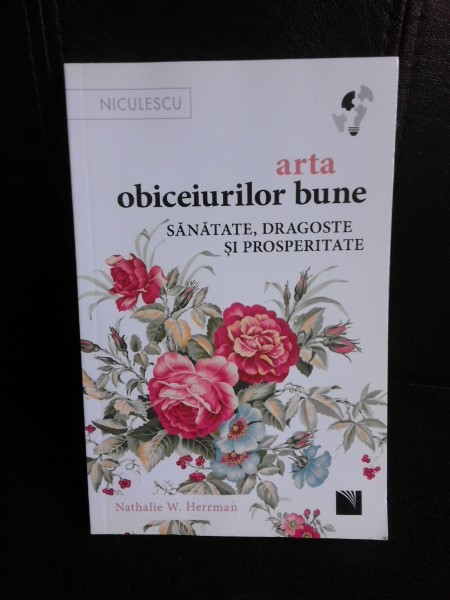 NICULESCU
arta
obiceiurilor bune
SĂNĂTATE, DRAGOSTE
ȘI PROSPERITATE
Nathalie W. Herrman